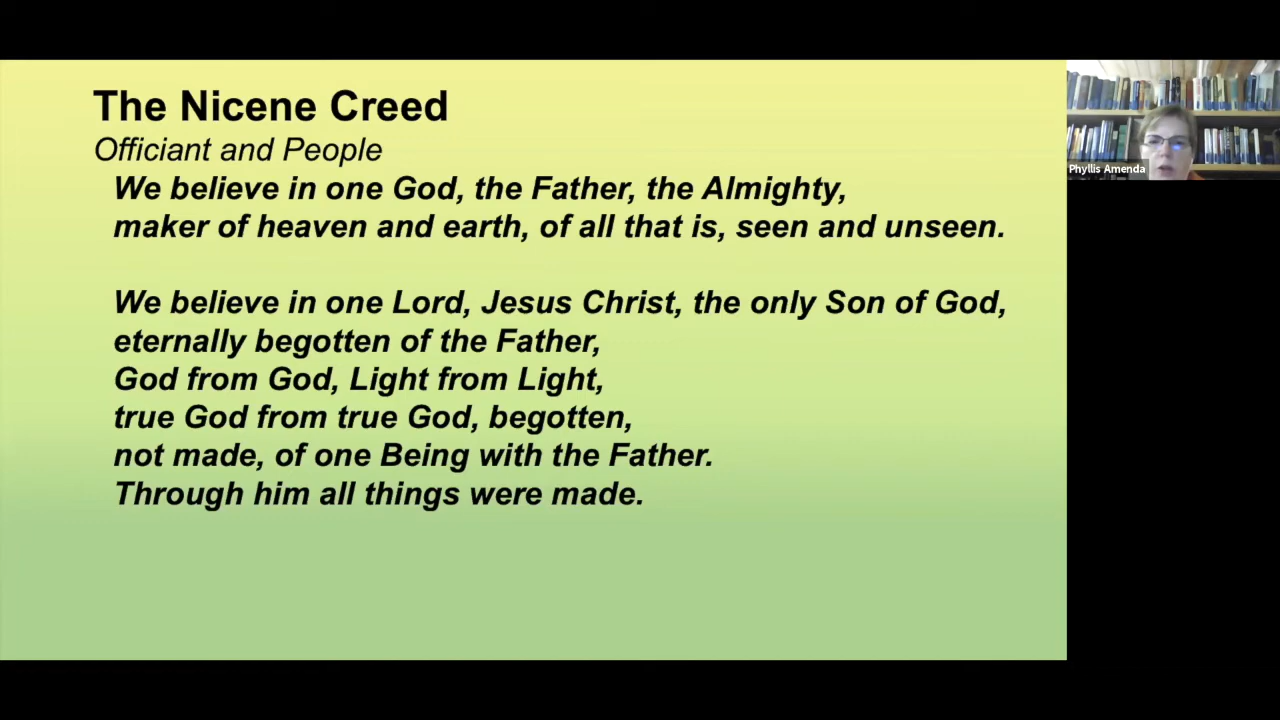 The Nicene Creed
Officiant and People
We believe in one God, the Father, the Almighty,
maker of heaven and earth, of all that is, seen and unseen.
We believe in one Lord, Jesus Christ, the only Son of God,
eternally begotten of the Father,
God from God, Light from Light,
true God from true God, begotten,
not made, of one Being with the Father.
Through him all things were made.
Phyllis Amenda